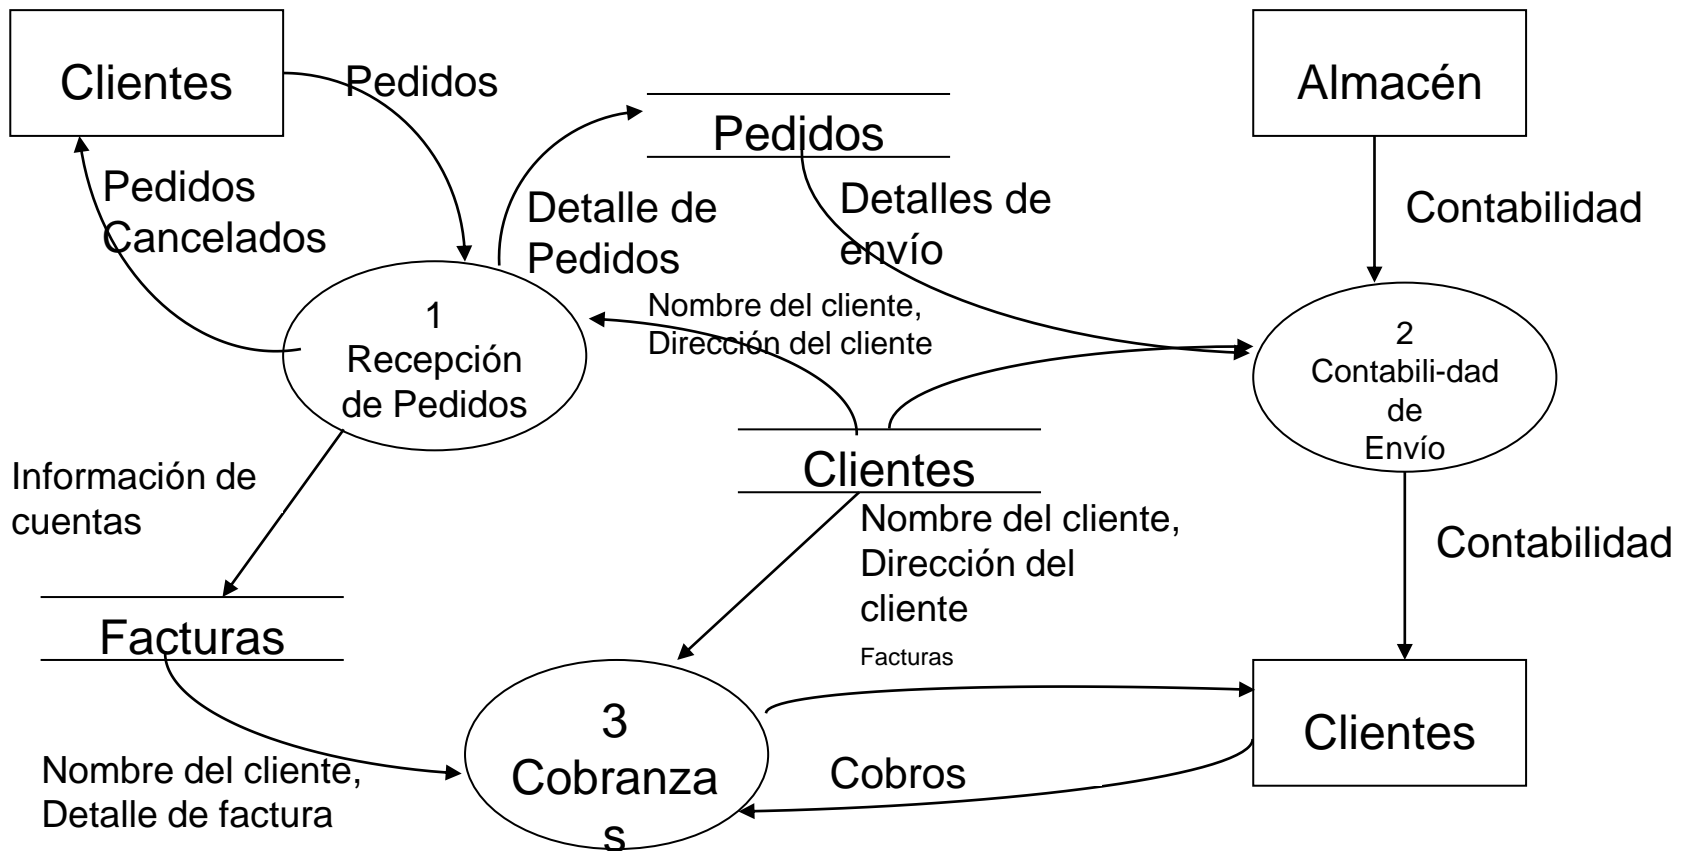 Clientes
Pedidos
Pedidos
Almacén
Pedidos
Cancelados
Detalle de
Pedidos
Detalles de
envío
Contabilidad
Nombre del cliente,
Dirección del cliente
1
Recepción
de Pedidos
2
Contabili-dad
de
Envío
Información de
cuentas
Clientes
Nombre del cliente,
Dirección del
cliente
Contabilidad
Facturas
Facturas
3
Cobranza
s
Clientes
Cobros
Nombre del cliente,
Detalle de factura